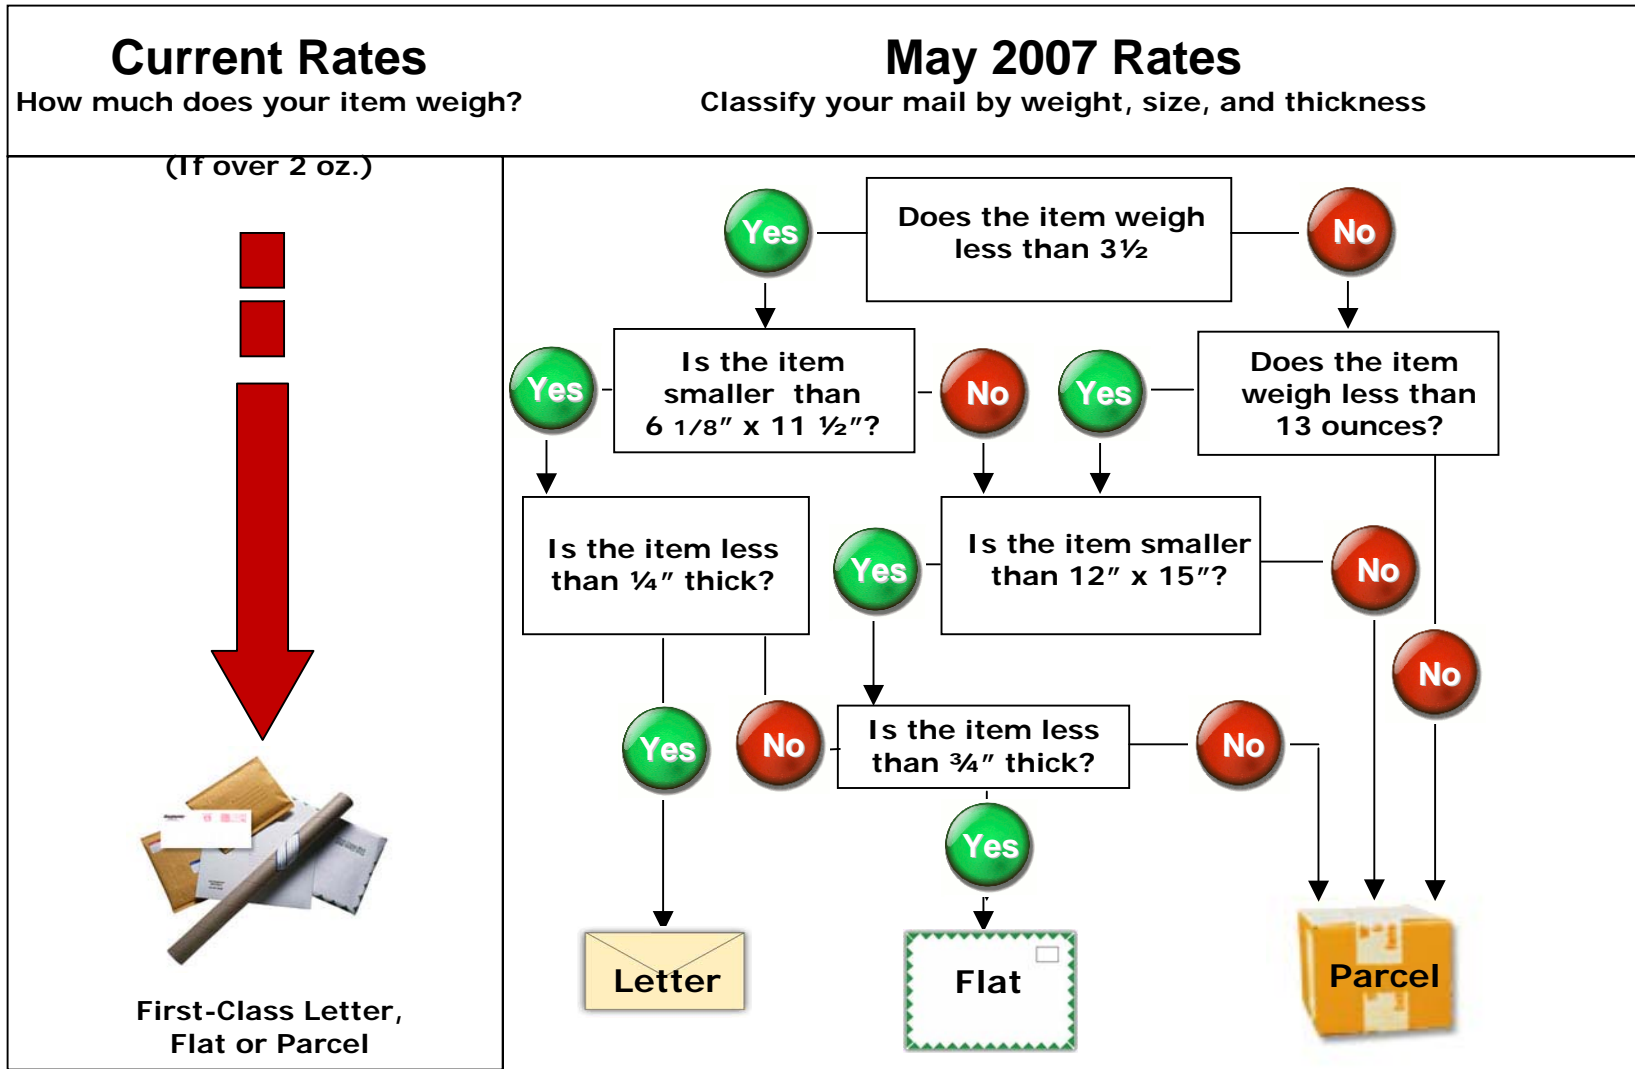 Current Rates
How much does your item weigh?
May 2007 Rates
Classify your mail by weight, size, and thickness
(If over 2 oz.)
Yes
Does the item weigh
less than 3½
No
Yes
Is the item
smaller than
6 1/8” x 11 ½”?
No
Yes
Does the item
weigh less than
13 ounces?
Is the item less
than ¼” thick?
Yes
Is the item smaller
than 12” x 15”?
No
No
Yes
No
Is the item less
than ¾” thick?
No
Yes
Letter
Flat
Parcel
First-Class Letter,
Flat or Parcel